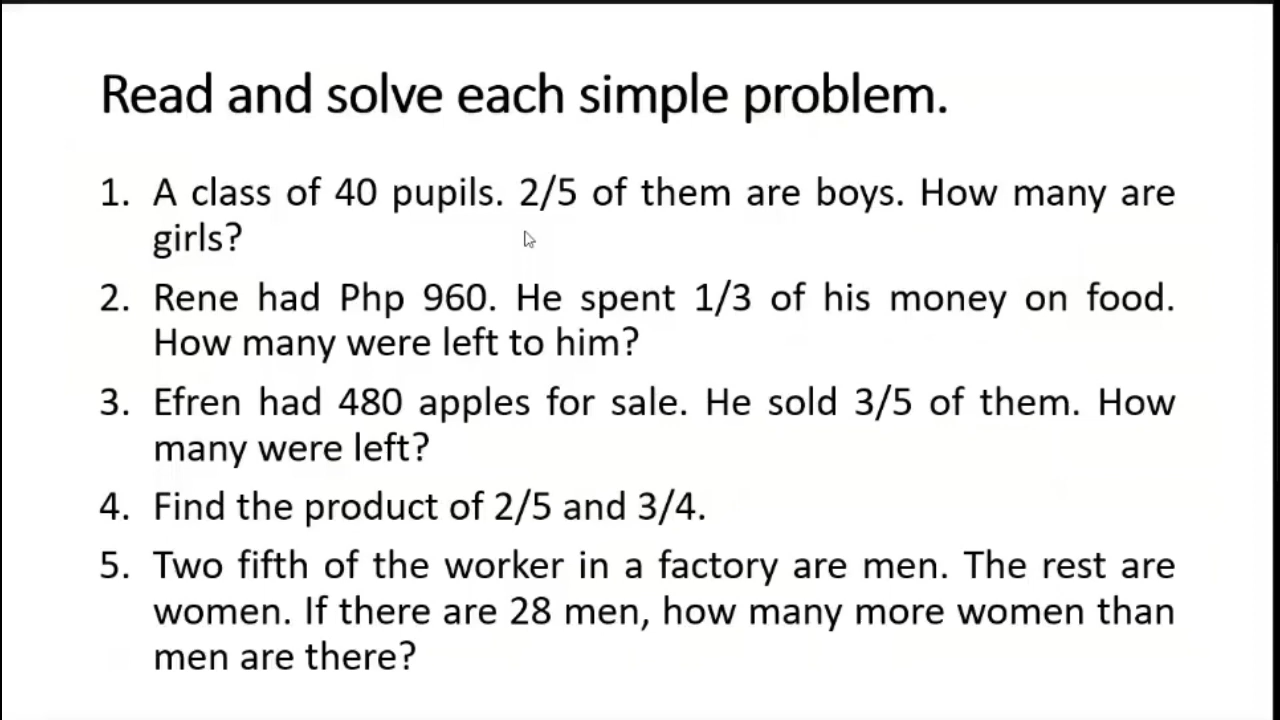 Read and solve each simple problem.
1. A class of 40 pupils. 2/5 of them are boys. How many are
girls?
2. Rene had Php 960. He spent 1/3 of his money on food.
How many were left to him?
3. Efren had 480 apples for sale. He sold 3/5 of them. How
many were left?
4. Find the product of 2/5 and 3/4.
5. Two fifth of the worker in a factory are men. The rest are
women. If there are 28 men, how many more women than
men are there?